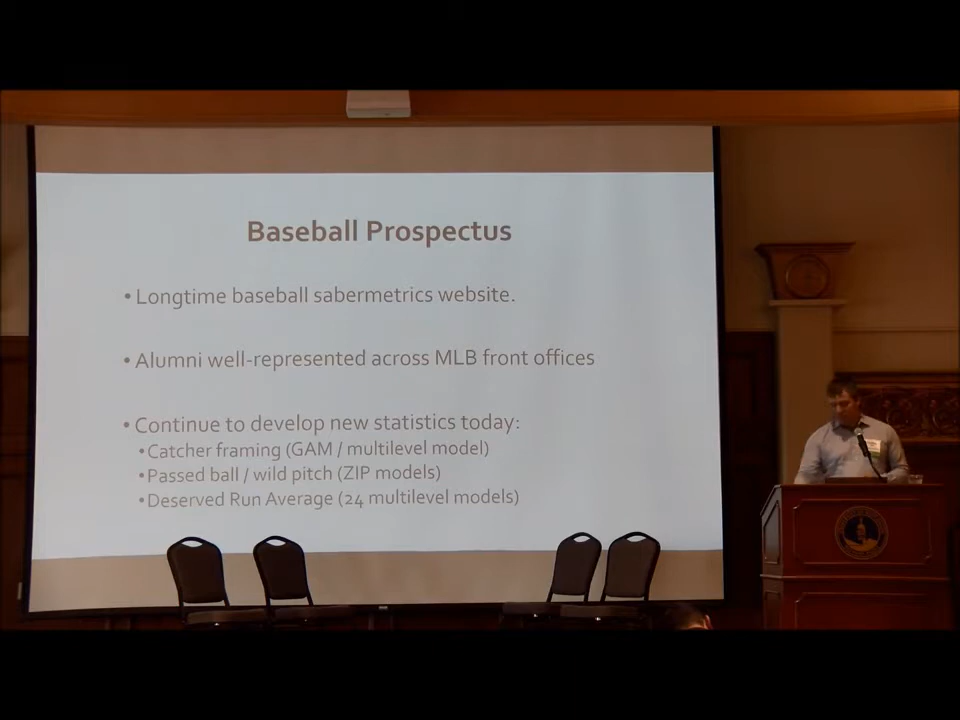 Baseball Prospectus
• Longtime baseball sabermetrics website.
• Alumni well-represented across MLB front offices
• Continue to develop new statistics today:
• Catcher framing (GAM / multilevel model)
• Passed ball / wild pitch (ZIP models)
• Deserved Run Average (24 multilevel models)